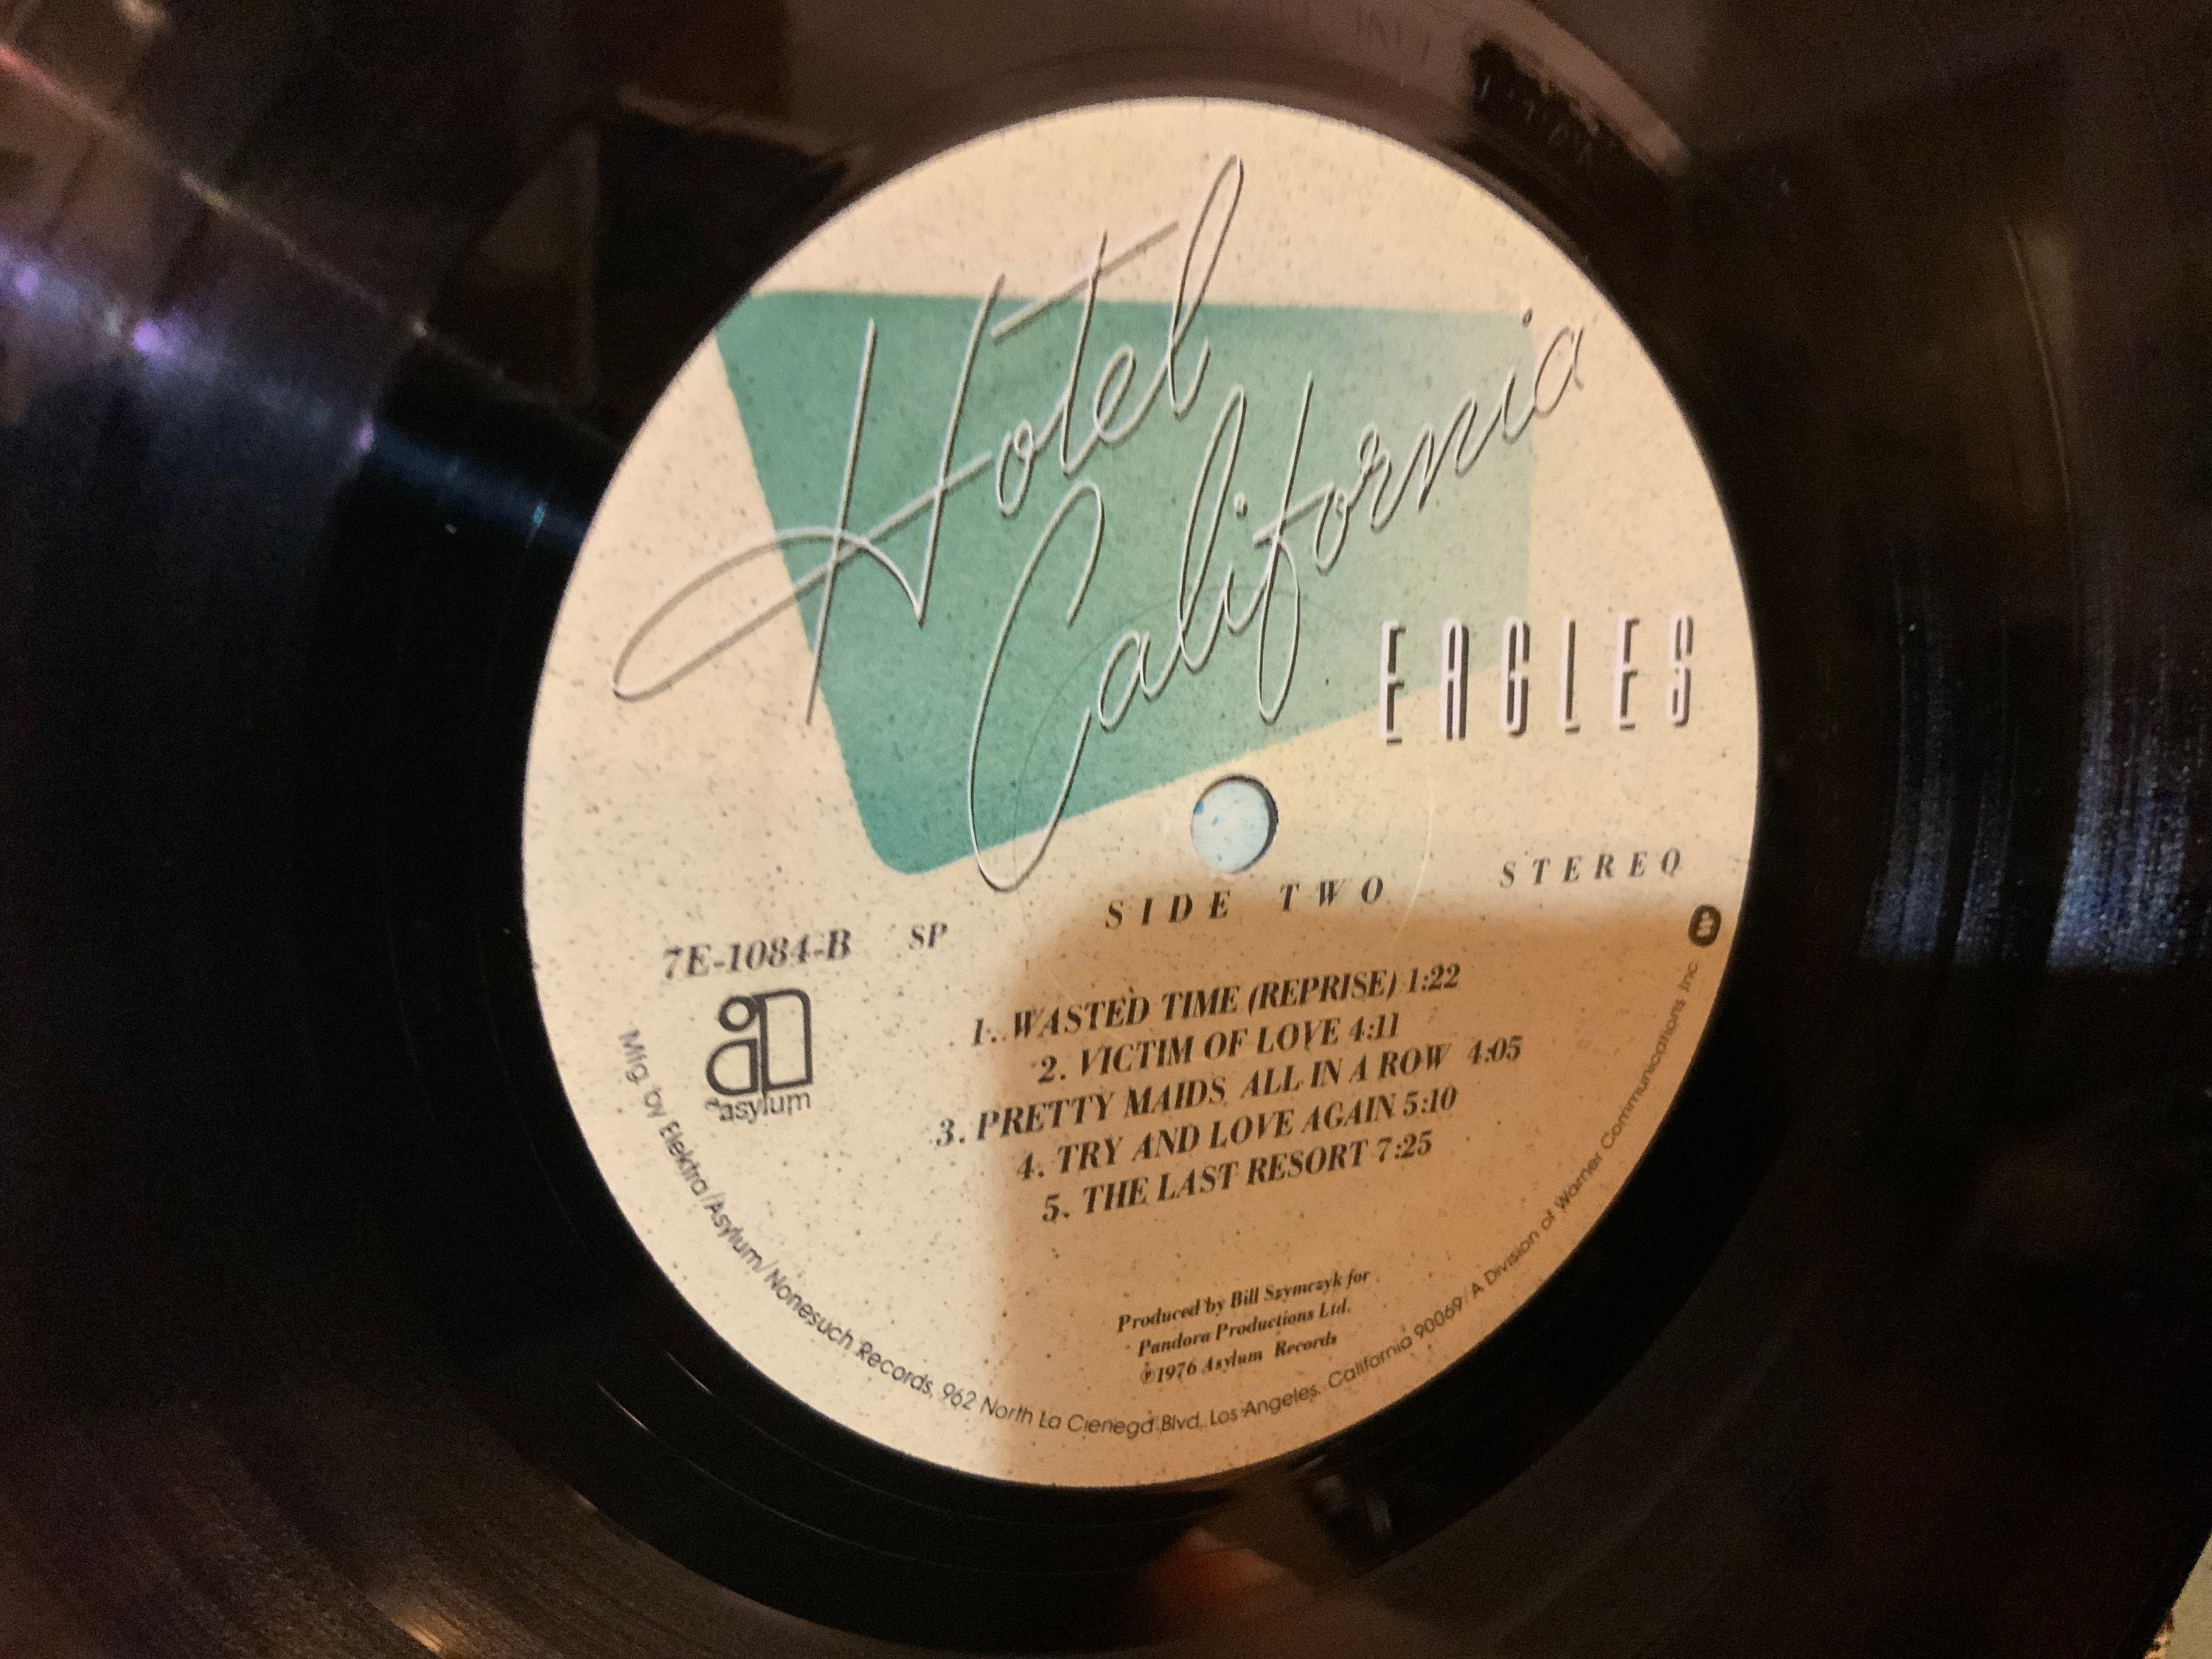 Hotel
California
EAGLES
STEREO
SIDE TWO
7E-1084-B SP
asylum
1. WASTED TIME (REPRISE) 1:22
2. VICTIM OF LOVE 4:11
3. PRETTY MAIDS ALL IN A ROW 4:05
4. TRY AND LOVE AGAIN 5:10
5. THE LAST RESORT 7:25
Produced by Bill Szymczyk for
Pandora Productions Ltd.
℗1976 Asylum Records
Mfg. by Elektra/Asylum/Nonesuch Records, 962 North La Cienega Blvd., Los Angeles, California 90069. A Division of Warner Communications Inc.